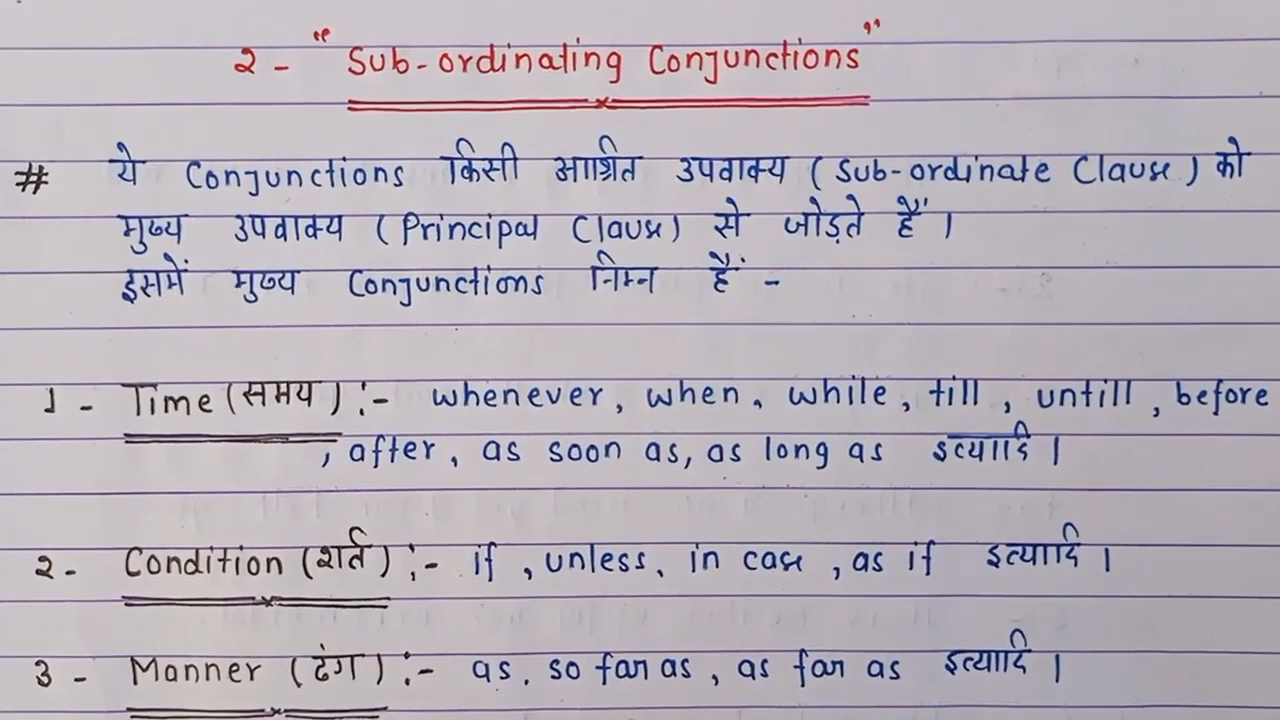 2 - "Sub-ordinating Conjunctions"
# ये Conjunctions किसी आश्रित उपवाक्य (Sub-ordinate Clause) को
मुख्य उपवाक्य (Principal Clause) से जोड़ते हैं।
इसमें मुख्य Conjunctions निम्न हैं -
1 - Time (समय) :- whenever, when, while, till, untill, before
, after, as soon as, as long as इत्यादि।
2 - Condition (शर्त) :- if, unless, in case, as if इत्यादि।
3 - Manner (ढंग) :- as, so far as, as far as इत्यादि।